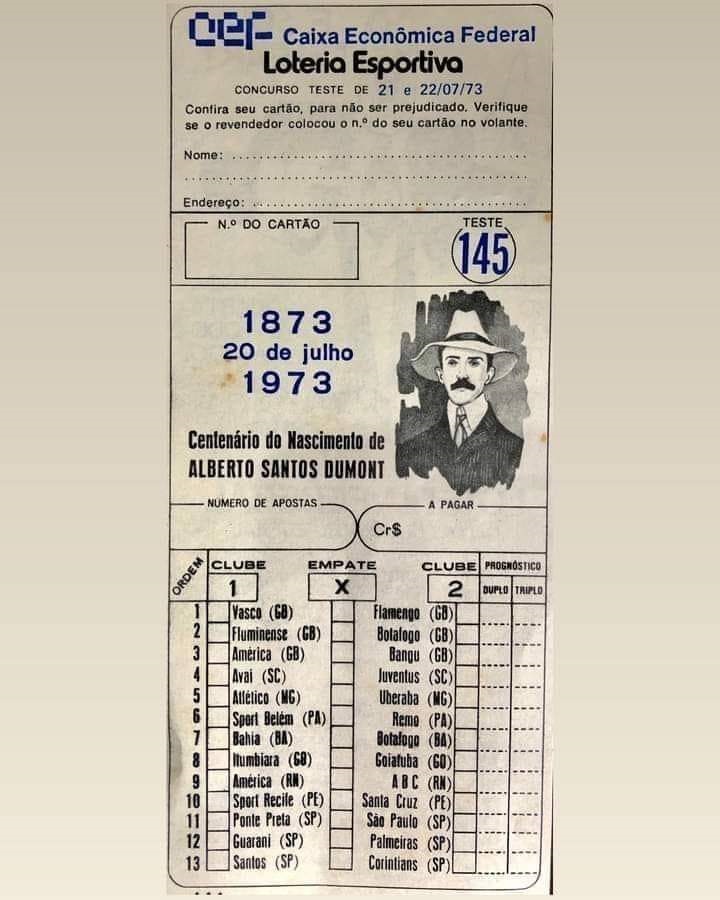 cef Caixa Econômica Federal
Loteria Esportiva
CONCURSO TESTE DE 21 e 22/07/73
Confira seu cartão, para não ser prejudicado. Verifique
se o revendedor colocou o n.º do seu cartão no volante.
Nome:
Endereço:
N.º DO CARTÃO
TESTE
145
1873
20 de julho
1973
Centenário do Nascimento de
ALBERTO SANTOS DUMONT
NÚMERO DE APOSTAS
A PAGAR
Cr$
ORDEM CLUBE EMPATE CLUBE PROGNÓSTICO
1 X 2 DUPLO TRIPLO
1 Vasco (GB) Flamengo (GB)
2 Fluminense (GB) Botafogo (GB)
3 América (GB) Bangu (GB)
4 Avaí (SC) Juventus (SC)
5 Atlético (MG) Uberaba (MG)
6 Sport Belém (PA) Remo (PA)
7 Bahia (BA) Botafogo (BA)
8 Itumbiara (GO) Goiatuba (GO)
9 América (RN) A B C (RN)
10 Sport Recife (PE) Santa Cruz (PE)
11 Ponte Preta (SP) São Paulo (SP)
12 Guarani (SP) Palmeiras (SP)
13 Santos (SP) Corintians (SP)